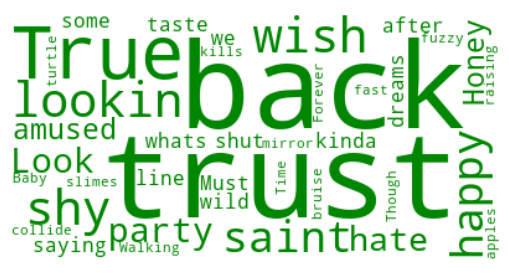 some taste we wish after fuzzy
True turtle kills back Forever fast dreams Honey raising
lookin
amused whats shut mirror kinda
Look trust happy
Baby slimes line Must Time bruise Though
shy wild
collide party saint hate apples
saying Walking